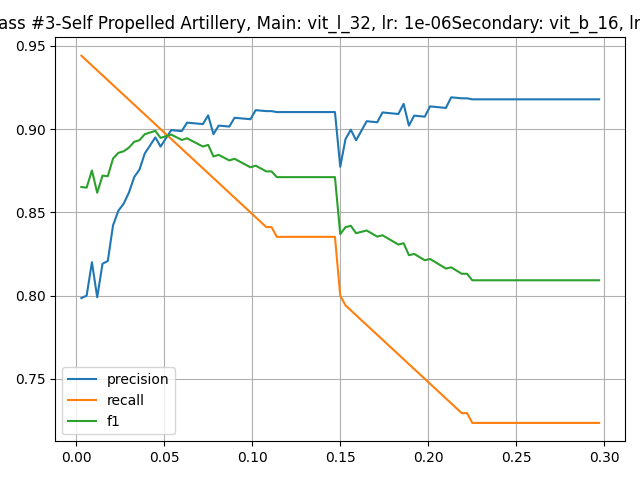 ass #3-Self Propelled Artillery, Main: vit_l_32, lr: 1e-06Secondary: vit_b_16, lr
0.95
0.90
0.85
0.80
0.75
precision
recall
f1
0.00 0.05 0.10 0.15 0.20 0.25 0.30